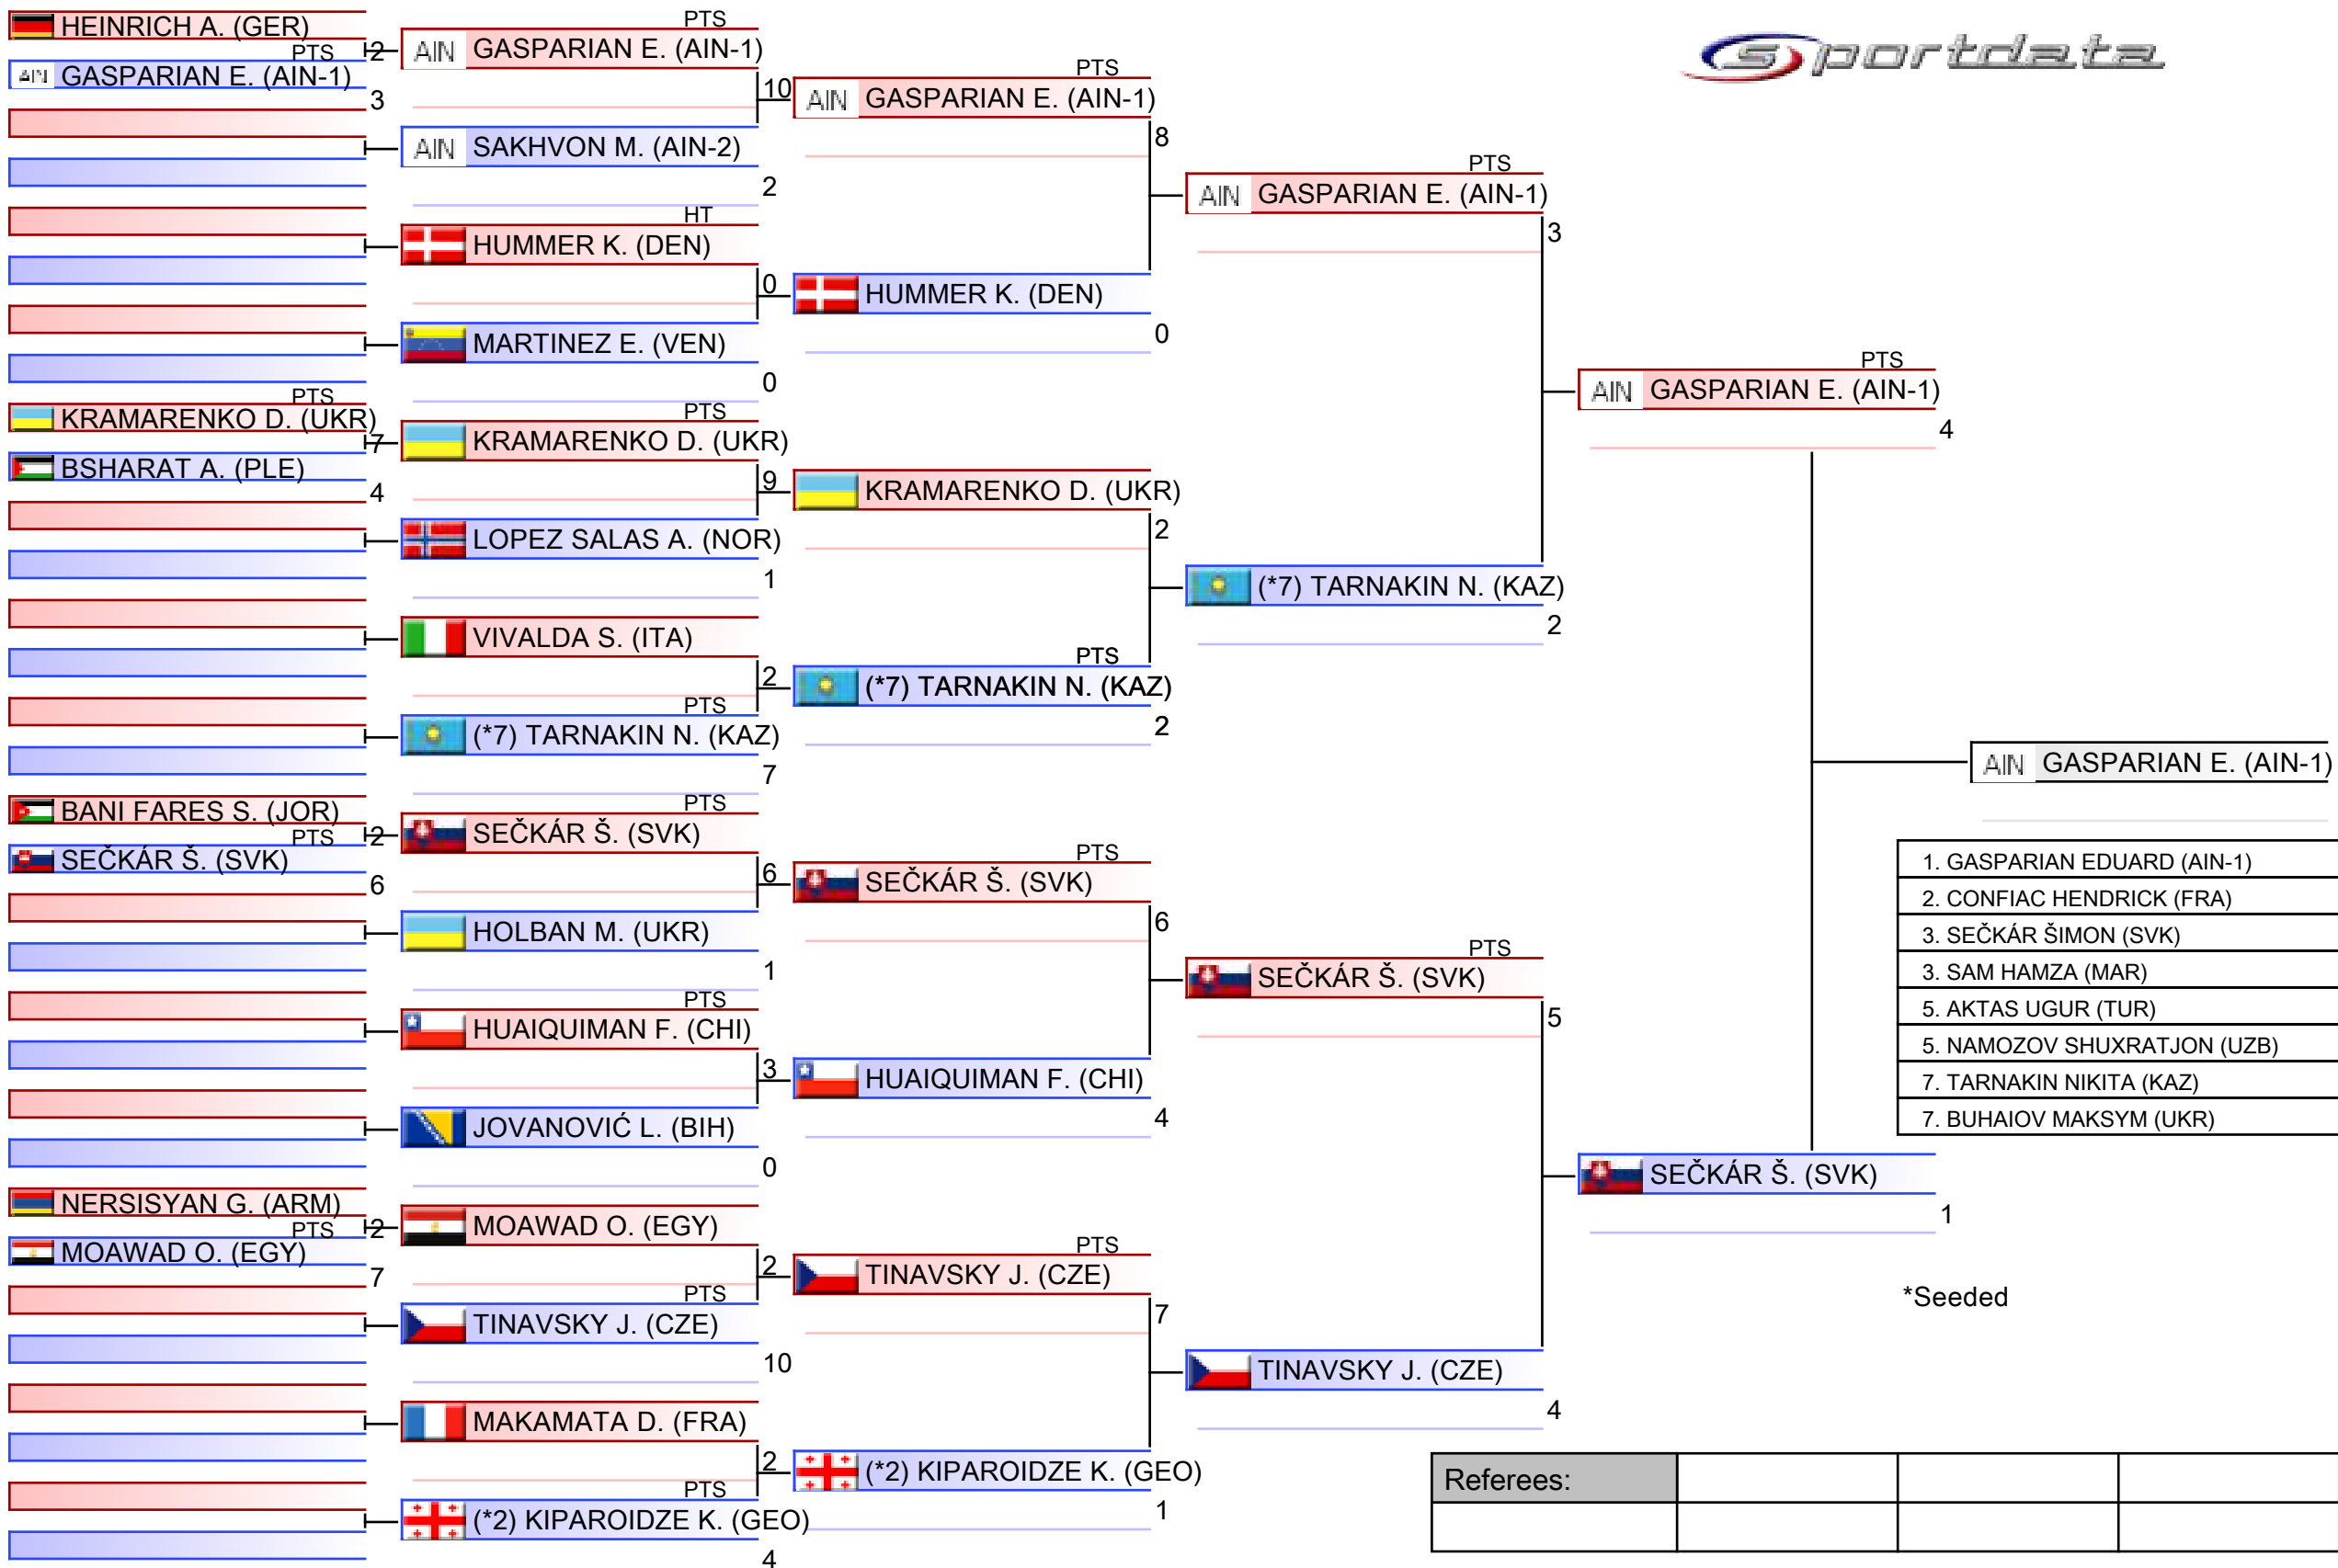 sportdata
HEINRICH A. (GER)
2
PTS
AIN GASPARIAN E. (AIN-1)
3
KRAMARENKO D. (UKR)
PTS
7
BSHARAT A. (PLE)
4
BANI FARES S. (JOR)
2
PTS
SEČKÁR Š. (SVK)
6
NERSISYAN G. (ARM)
2
PTS
MOAWAD O. (EGY)
7
PTS
AIN GASPARIAN E. (AIN-1)
10
AIN SAKHVON M. (AIN-2)
2
HT
HUMMER K. (DEN)
0
MARTINEZ E. (VEN)
0
PTS
KRAMARENKO D. (UKR)
9
LOPEZ SALAS A. (NOR)
1
VIVALDA S. (ITA)
2
PTS
(*7) TARNAKIN N. (KAZ)
7
PTS
SEČKÁR Š. (SVK)
6
HOLBAN M. (UKR)
1
PTS
HUAIQUIMAN F. (CHI)
3
JOVANOVIĆ L. (BIH)
0
MOAWAD O. (EGY)
2
PTS
TINAVSKY J. (CZE)
10
MAKAMATA D. (FRA)
2
PTS
(*2) KIPAROIDZE K. (GEO)
4
PTS
AIN GASPARIAN E. (AIN-1)
8
HUMMER K. (DEN)
0
KRAMARENKO D. (UKR)
2
PTS
(*7) TARNAKIN N. (KAZ)
2
PTS
SEČKÁR Š. (SVK)
6
HUAIQUIMAN F. (CHI)
4
PTS
TINAVSKY J. (CZE)
7
(*2) KIPAROIDZE K. (GEO)
1
PTS
AIN GASPARIAN E. (AIN-1)
3
(*7) TARNAKIN N. (KAZ)
2
PTS
SEČKÁR Š. (SVK)
5
TINAVSKY J. (CZE)
4
PTS
AIN GASPARIAN E. (AIN-1)
4
SEČKÁR Š. (SVK)
1
AIN GASPARIAN E. (AIN-1)
1. GASPARIAN EDUARD (AIN-1)
2. CONFIAC HENDRICK (FRA)
3. SEČKÁR ŠIMON (SVK)
3. SAM HAMZA (MAR)
5. AKTAS UGUR (TUR)
5. NAMOZOV SHUXRATJON (UZB)
7. TARNAKIN NIKITA (KAZ)
7. BUHAIOV MAKSYM (UKR)
*Seeded
Referees: